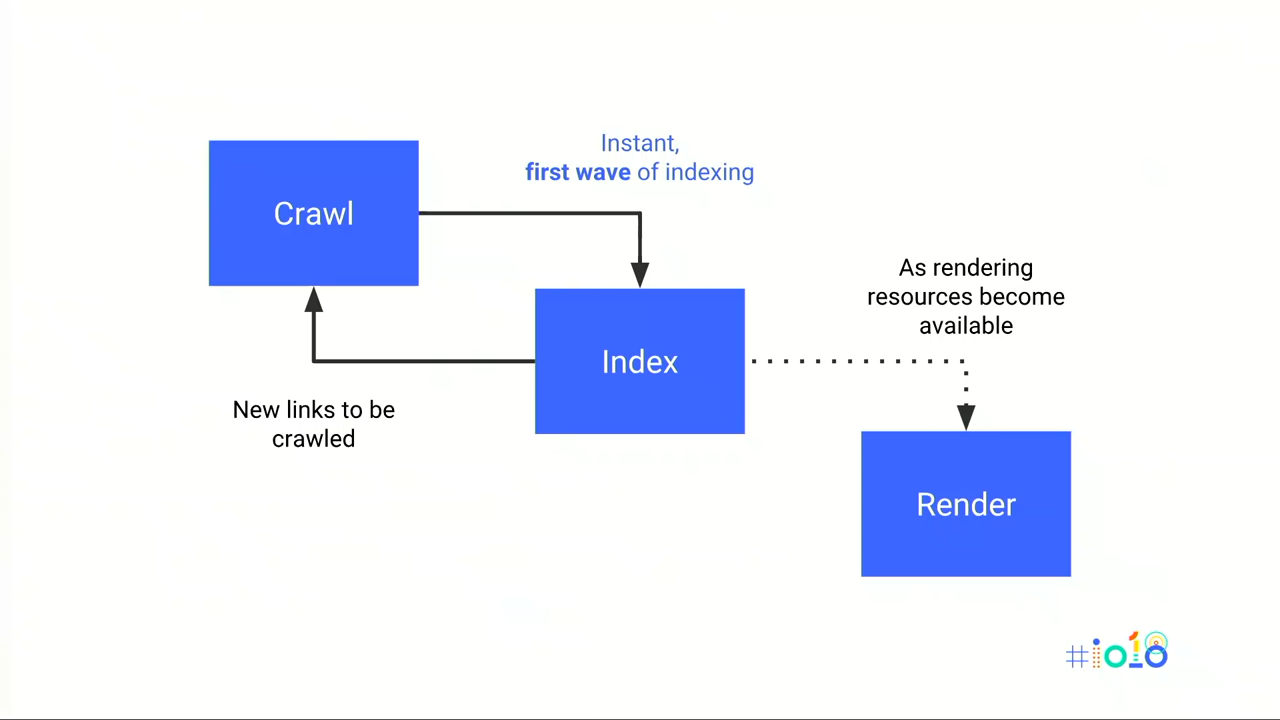 Instant,
first wave of indexing
Crawl
As rendering
resources become
available
Index
New links to be
crawled
Render
#io18